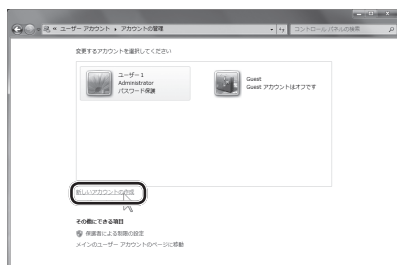 « ユーザー アカウント ▸ アカウントの管理
コントロール パネルの検索
変更するアカウントを選択してください
ユーザー 1
Administrator
パスワード保護
Guest
Guest アカウントはオフです
新しいアカウントの作成
その他にできる項目
保護者による制限の設定
メインのユーザー アカウントのページに移動